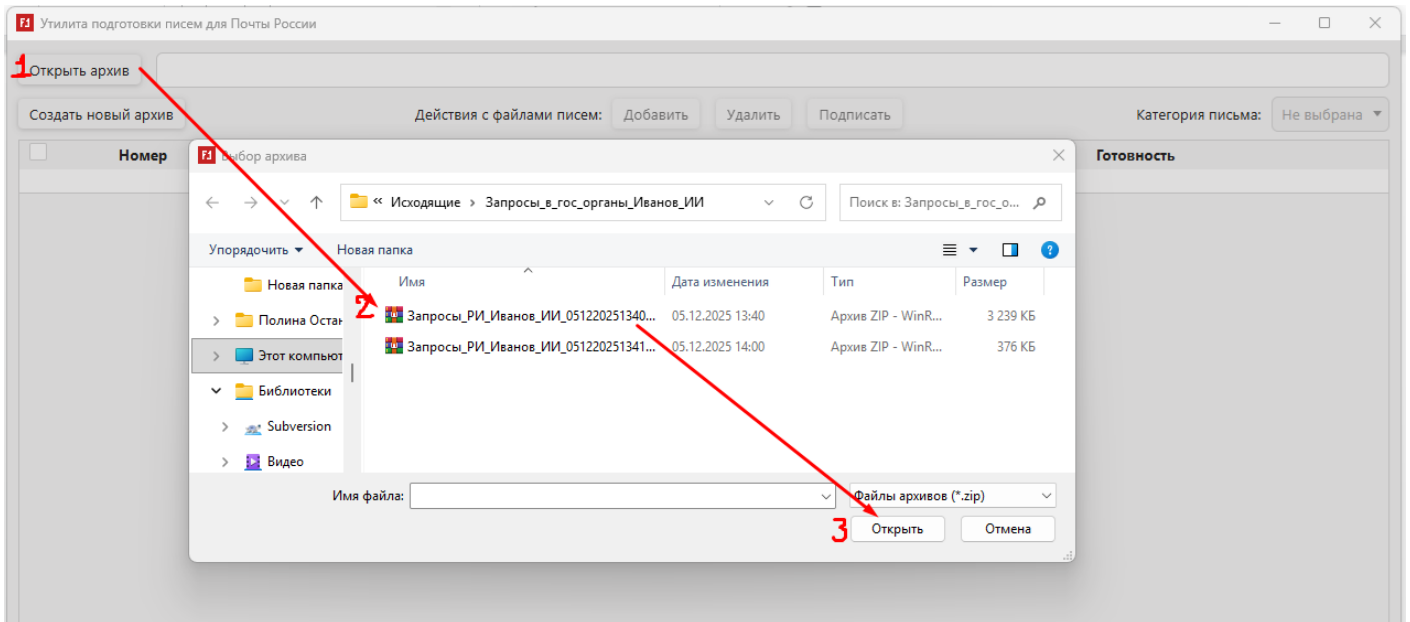 Утилита подготовки писем для Почты России
1 Открыть архив
Создать новый архив Действия с файлами писем: Добавить Удалить Подписать Категория письма: Не выбрана
Номер Готовность
Выбор архива
« Исходящие > Запросы_в_гос_органы_Иванов_ИИ Поиск в: Запросы_в_гос_о...
Упорядочить Новая папка
Имя Дата изменения Тип Размер
Новая папка
Полина Остан
Этот компьют
Библиотеки
Subversion
Видео
2 Запросы_РИ_Иванов_ИИ_051220251340... 05.12.2025 13:40 Архив ZIP - WinR... 3 239 КБ
Запросы_РИ_Иванов_ИИ_051220251341... 05.12.2025 14:00 Архив ZIP - WinR... 376 КБ
Имя файла: Файлы архивов (*.zip)
3 Открыть Отмена